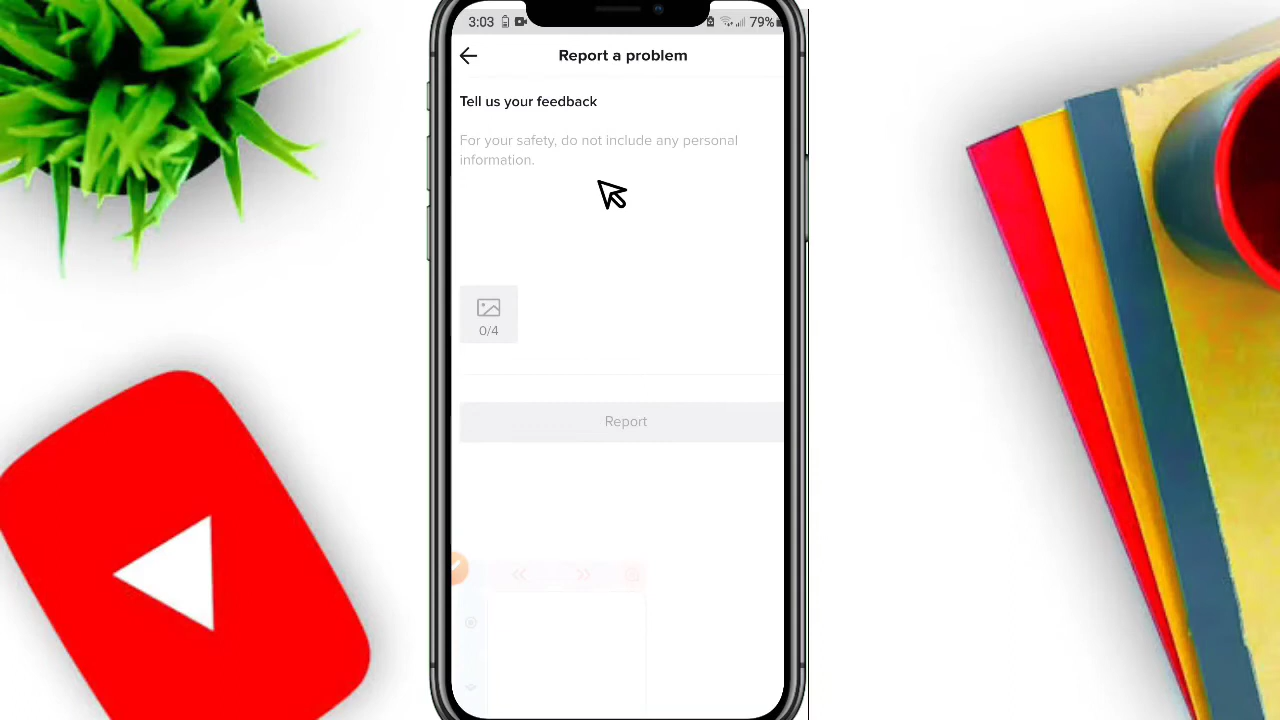 3:03
79%
Report a problem
Tell us your feedback
For your safety, do not include any personal
information.
0/4
Report